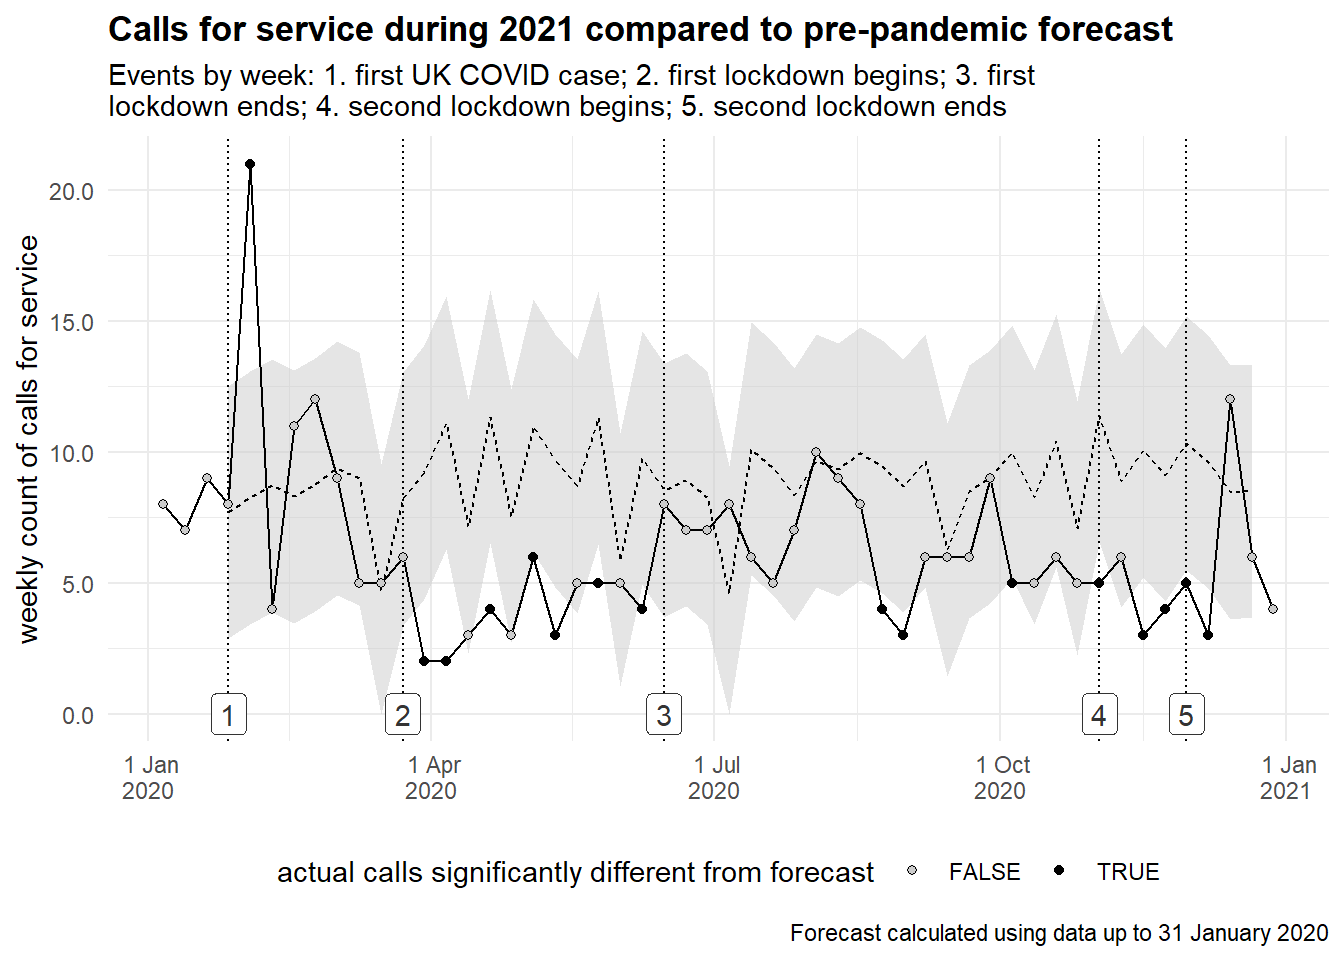 Calls for service during 2021 compared to pre-pandemic forecast
Events by week: 1. first UK COVID case; 2. first lockdown begins; 3. first
lockdown ends; 4. second lockdown begins; 5. second lockdown ends
weekly count of calls for service
20.0
15.0
10.0
5.0
0.0
1
2
3
4
5
1 Jan
2020
1 Apr
2020
1 Jul
2020
1 Oct
2020
1 Jan
2021
actual calls significantly different from forecast FALSE TRUE
Forecast calculated using data up to 31 January 2020